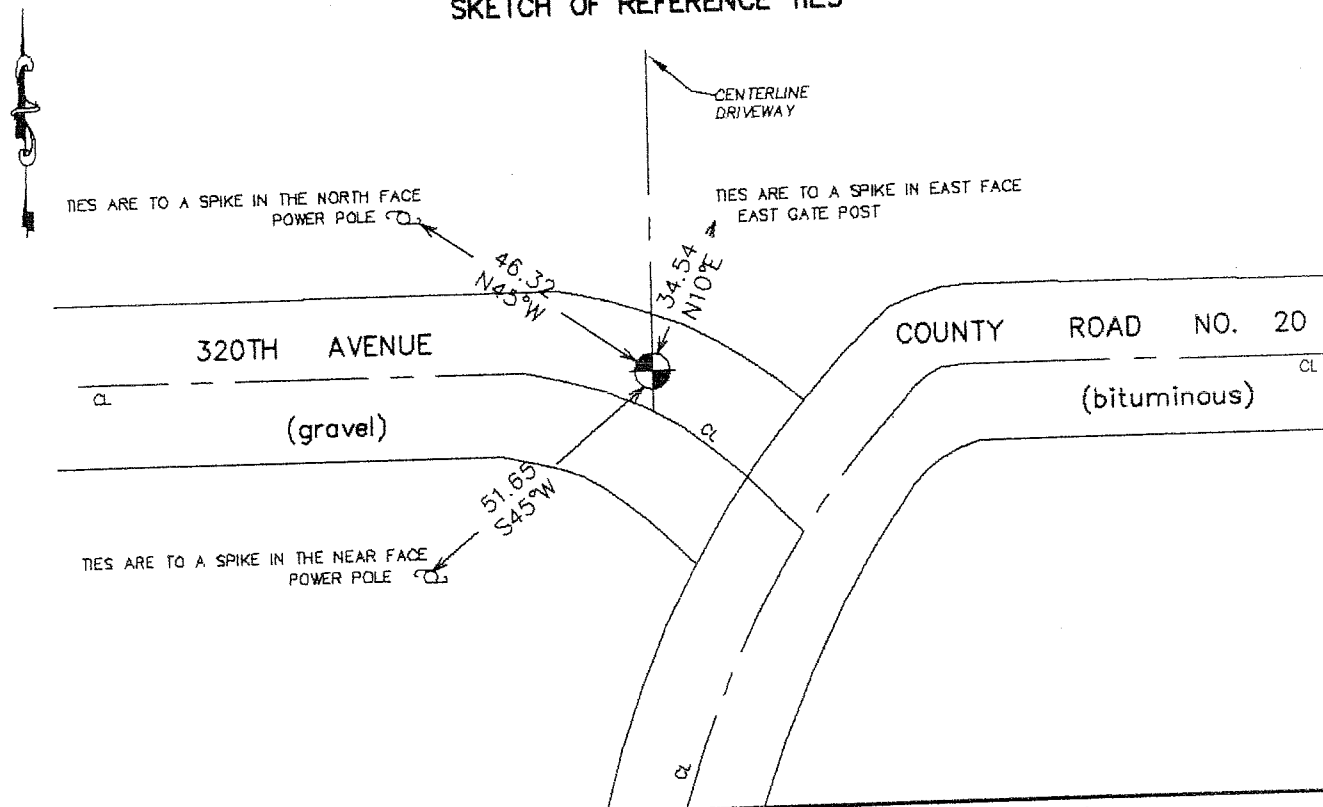 SKETCH OF REFERENCE TIES
CENTERLINE
DRIVEWAY
TIES ARE TO A SPIKE IN THE NORTH FACE
POWER POLE
TIES ARE TO A SPIKE IN EAST FACE
EAST GATE POST
46.32
N45°W
34.54
N10°E
320TH AVENUE
COUNTY ROAD NO. 20
CL
CL
(gravel)
(bituminous)
CL
51.65
S45°W
TIES ARE TO A SPIKE IN THE NEAR FACE
POWER POLE
CL